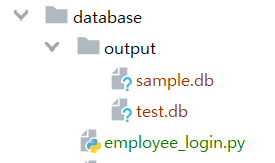 database
output
sample.db
test.db
employee_login.py